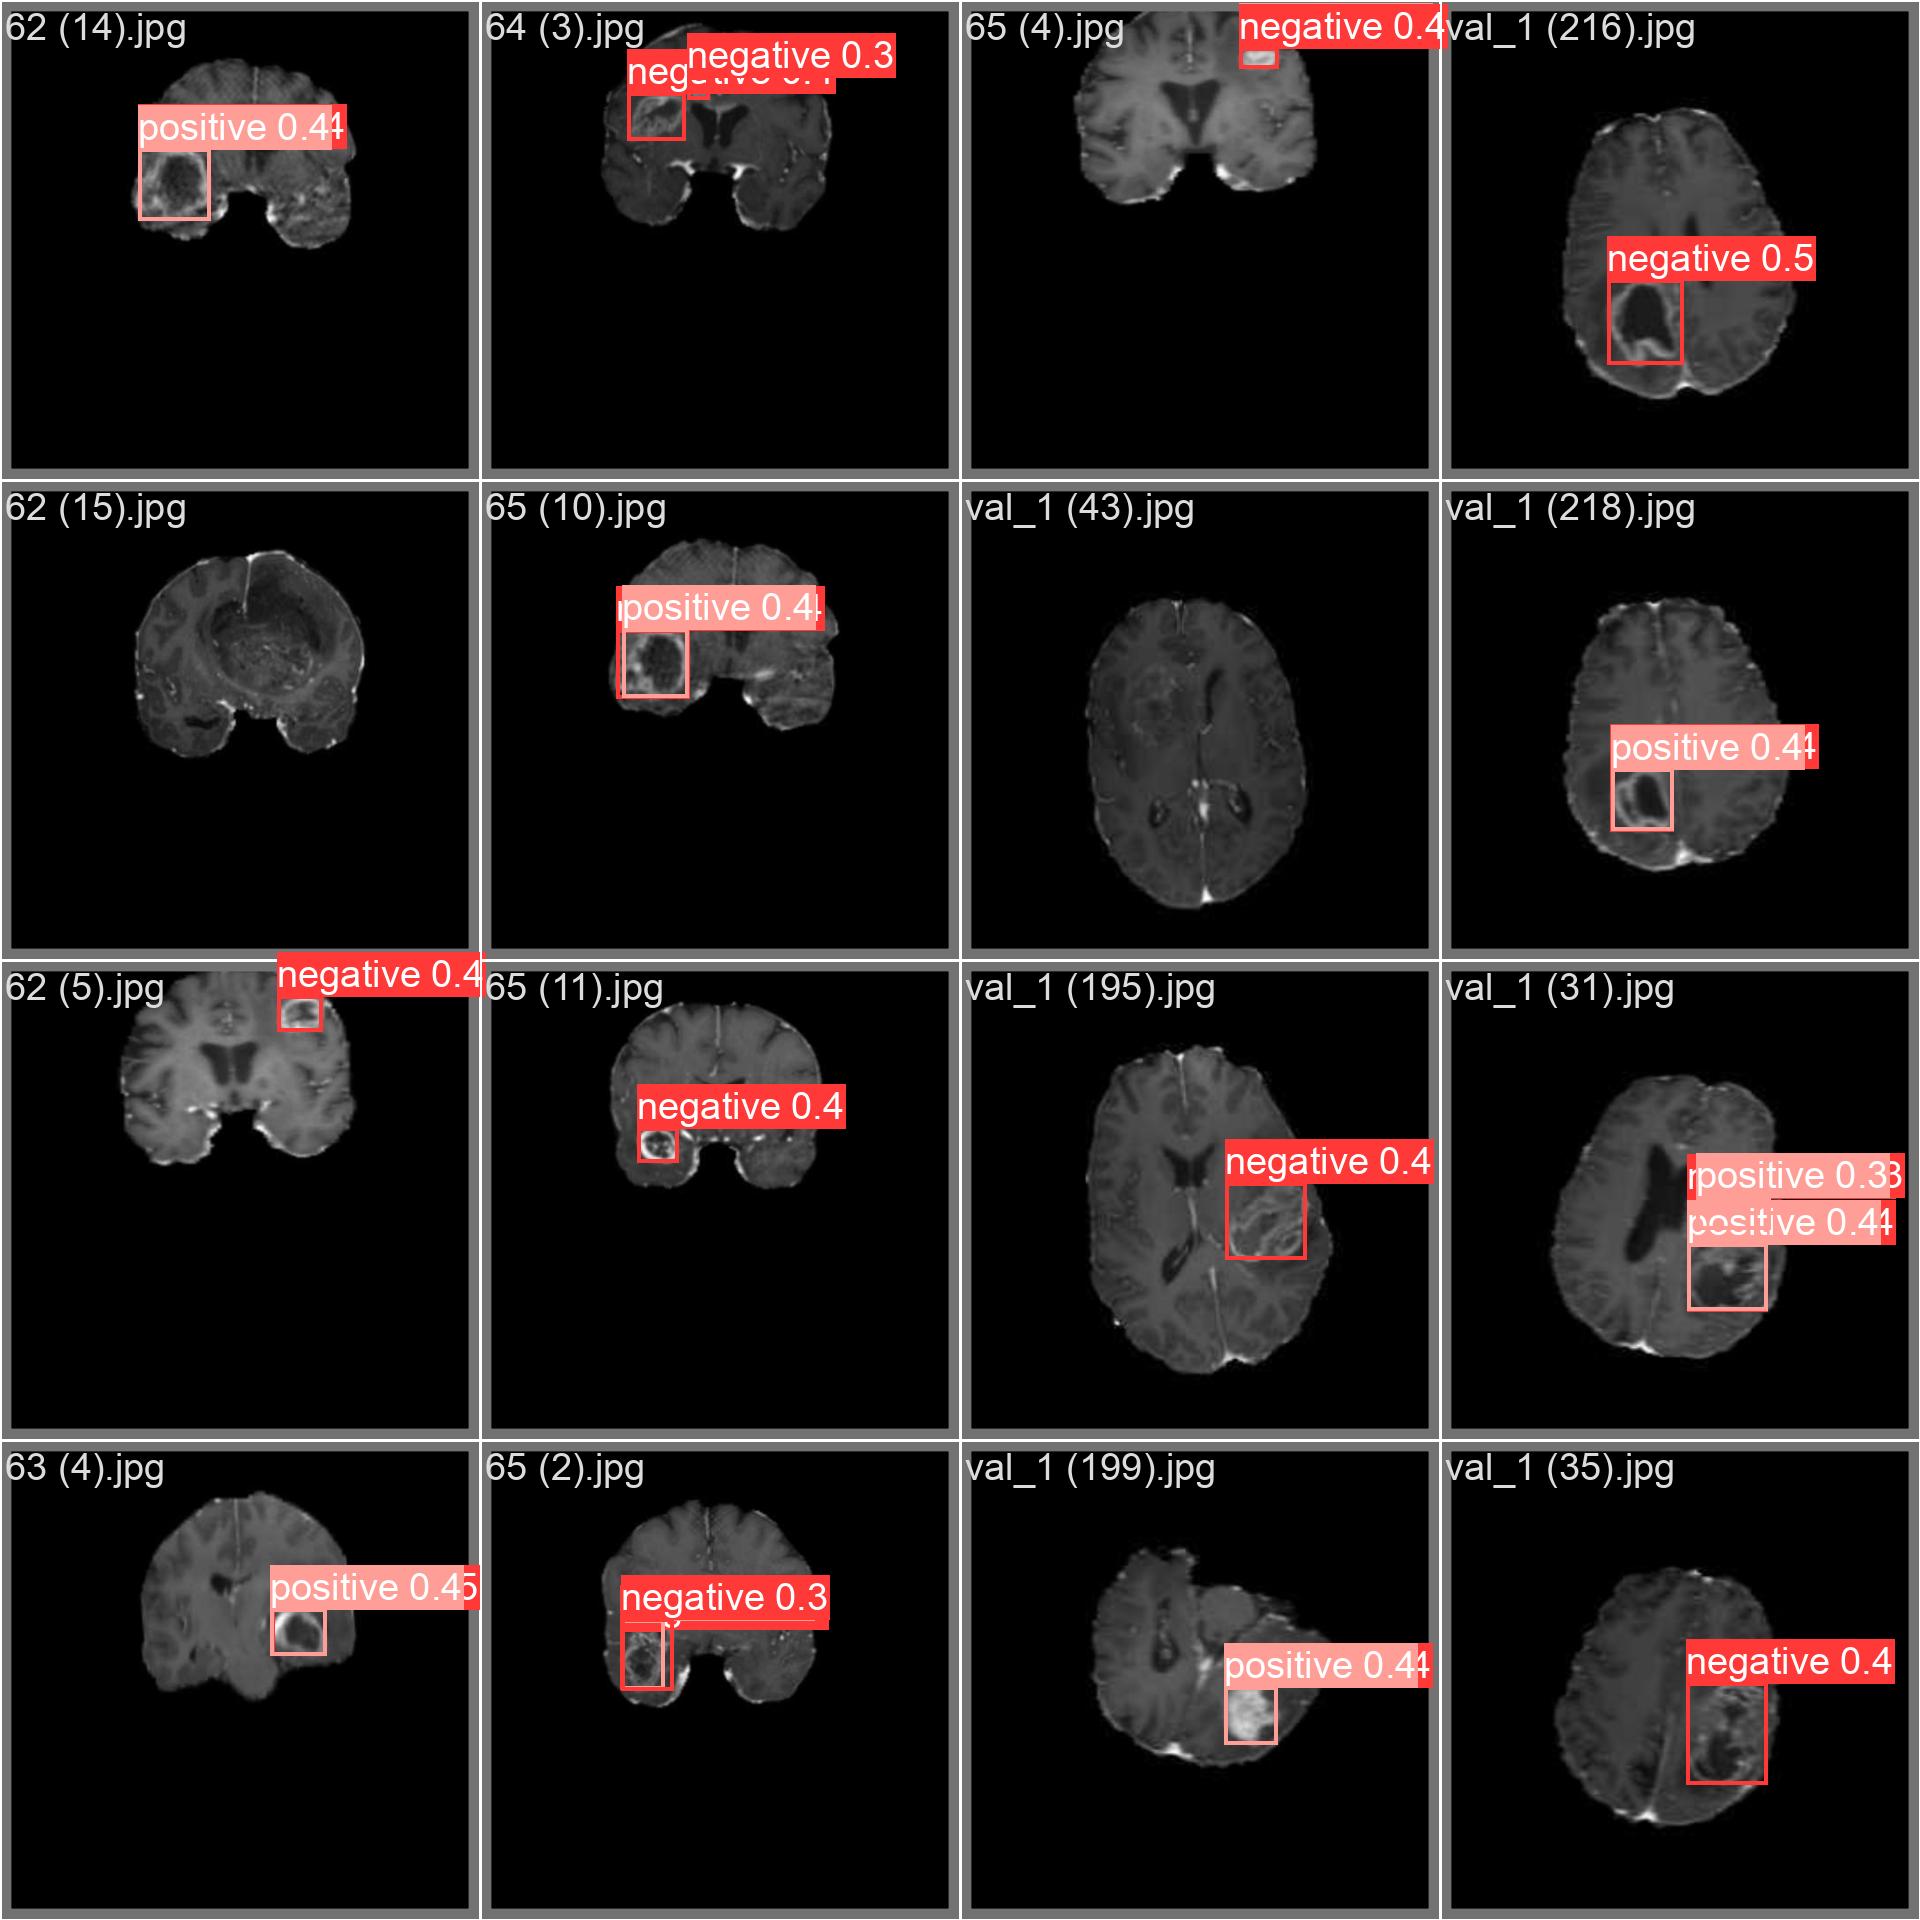 62 (14).jpg
positive 0.44
64 (3).jpg
negative 0.3
65 (4).jpg
negative 0.4
val_1 (216).jpg
negative 0.5
62 (15).jpg
65 (10).jpg
positive 0.4
val_1 (43).jpg
val_1 (218).jpg
positive 0.44
62 (5).jpg
negative 0.4
65 (11).jpg
negative 0.4
val_1 (195).jpg
negative 0.4
val_1 (31).jpg
positive 0.33
positive 0.44
63 (4).jpg
positive 0.45
65 (2).jpg
negative 0.3
val_1 (199).jpg
positive 0.44
val_1 (35).jpg
negative 0.4